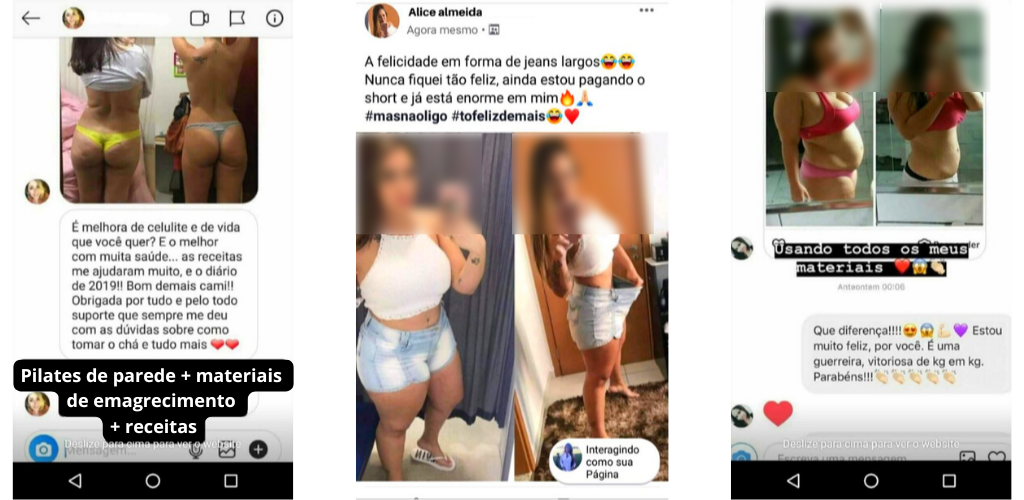 É melhora de celulite e de vida
que você quer? E o melhor
com muita saúde... as receitas
me ajudaram muito, e o diário
de 2019!! Bom demais cami!!
Obrigada por tudo e pelo todo
suporte que sempre me deu
com as dúvidas sobre como
tomar o chá e tudo mais ❤️❤️
Pilates de parede + materiais
de emagrecimento
+ receitas
Deslize para cima para ver o website
Mensagem...
Alice almeida
Agora mesmo
A felicidade em forma de jeans largos😂😂
Nunca fiquei tão feliz, ainda estou pagando o
short e já está enorme em mim🔥🙏🏻
#masnaoligo #tofelizdemais😂❤️
Interagindo
como sua
Página
Usando todos os meus
materiais ❤️😱👏🏻
Anteontem 00:06
Que diferença!!!!😍😱💪🏻💜 Estou
muito feliz, por você. É uma
guerreira, vitoriosa de kg em kg.
Parabéns!!!👏🏻👏🏻👏🏻👏🏻👏🏻
Deslize para cima para ver o website
Escreva uma mensagem